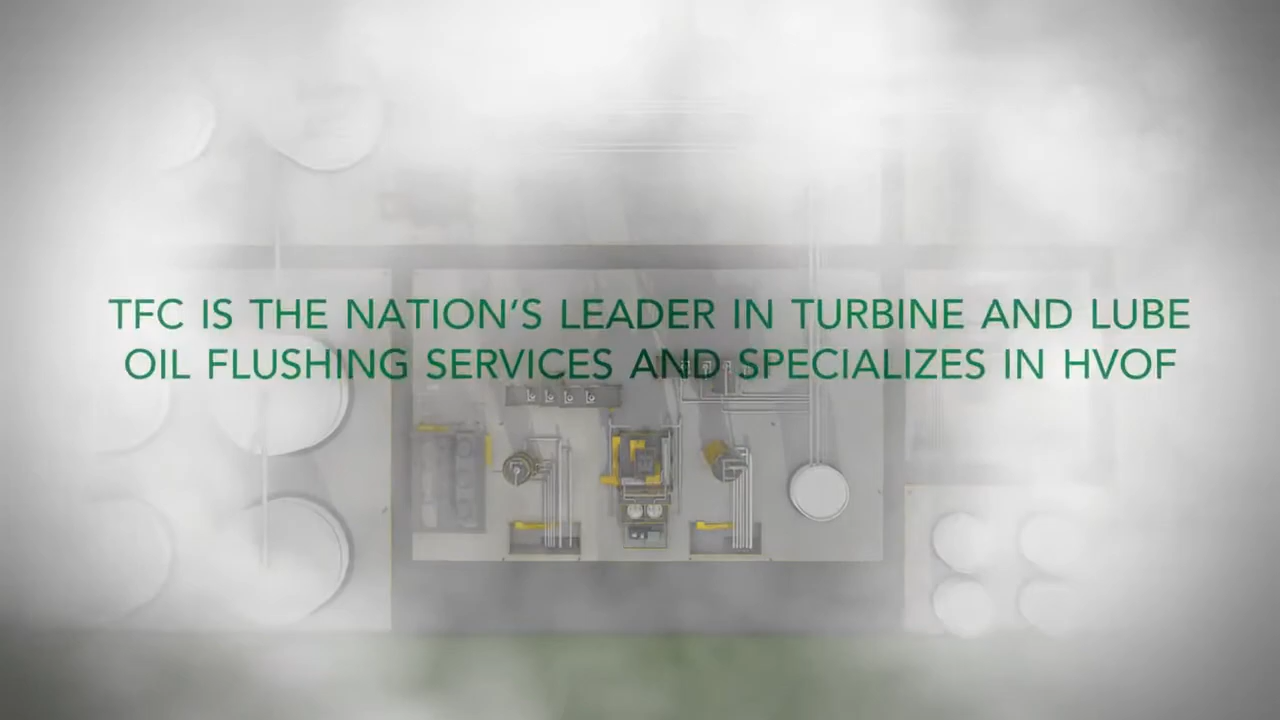 TFC IS THE NATION’S LEADER IN TURBINE AND LUBE
OIL FLUSHING SERVICES AND SPECIALIZES IN HVOF